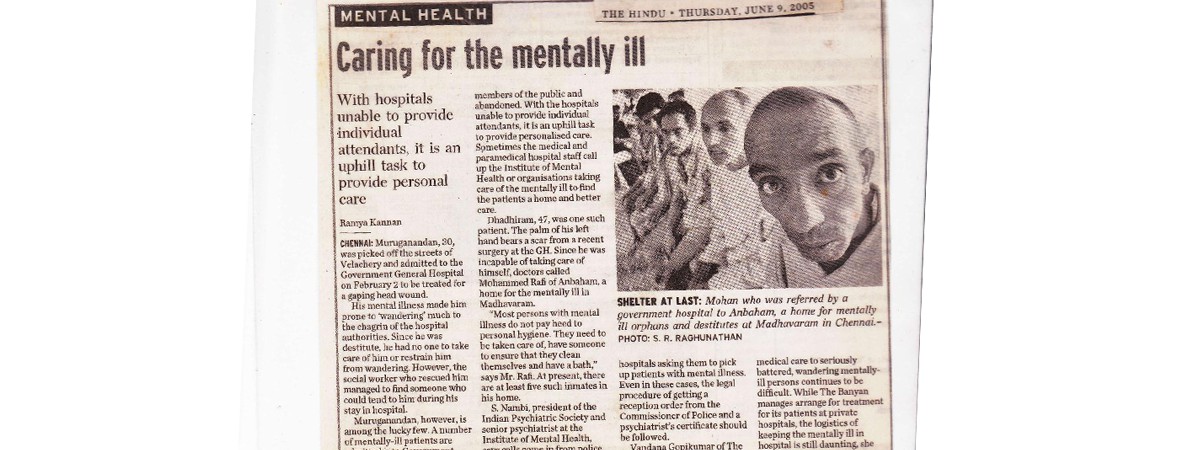 MENTAL HEALTH
THE HINDU • THURSDAY, JUNE 9, 2005
Caring for the mentally ill
With hospitals
unable to provide
individual
attendants, it is an
uphill task to
provide personal
care
Ramya Kannan
CHENNAI: Muruganandan, 30,
was picked off the streets of
Velachery and admitted to the
Government General Hospital
on February 2 to be treated for
a gaping head wound.
His mental illness made him
prone to 'wandering' much to
the chagrin of the hospital
authorities. Since he was
destitute, he had no one to take
care of him or restrain him
from wandering. However, the
social worker who rescued him
managed to find someone who
could tend to him during his
stay in hospital.
Muruganandan, however, is
among the lucky few. A number
of mentally-ill patients are
members of the public and
abandoned. With the hospitals
unable to provide individual
attendants, it is an uphill task
to provide personalised care.
Sometimes the medical and
paramedical hospital staff call
up the Institute of Mental
Health or organisations taking
care of the mentally ill to find
the patients a home and better
care.
Dhadhiram, 47, was one such
patient. The palm of his left
hand bears a scar from a recent
surgery at the GH. Since he was
incapable of taking care of
himself, doctors called
Mohammed Rafi of Anbaham, a
home for the mentally ill in
Madhavaram.
"Most persons with mental
illness do not pay heed to
personal hygiene. They need to
be taken care of, have someone
to ensure that they clean
themselves and have a bath,"
says Mr. Rafi. At present, there
are at least five such inmates in
his home.
S. Nambi, president of the
Indian Psychiatric Society and
senior psychiatrist at the
Institute of Mental Health,
SHELTER AT LAST: Mohan who was referred by a
government hospital to Anbaham, a home for mentally
ill orphans and destitutes at Madhavaram in Chennai.–
PHOTO: S. R. RAGHUNATHAN
hospitals asking them to pick
up patients with mental illness.
Even in these cases, the legal
procedure of getting a
reception order from the
Commissioner of Police and a
psychiatrist's certificate should
be followed.
Vandana Gopikumar of The
medical care to seriously
battered, wandering mentally-
ill persons continues to be
difficult. While The Banyan
manages arrange for treatment
for its patients at private
hospitals, the logistics of
keeping the mentally ill in
hospital is still daunting, she